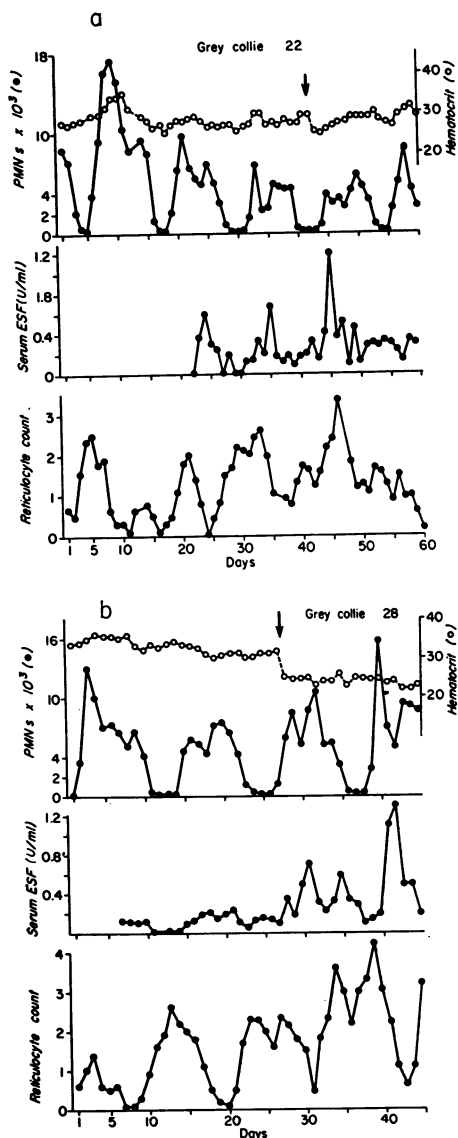 a
Grey collie 22
PMNs x 10³ (•)
18
10
4
2
0
Hematocrit (o)
40
30
20
Serum ESF (U/ml)
1.2
1.8
0.4
0
Reticulocyte count.
3
2
1
0
1 5 10 20 30 40 50 60
Days
b
Grey collie 28
PMNs x 10³ (•)
16
10
4
2
0
Hematocrit (o)
40
30
20
Serum ESF (U/ml)
1.2
0.8
0.4
Reticulocyte count
4
3
2
1
0
1 5 10 20 30 40
Days